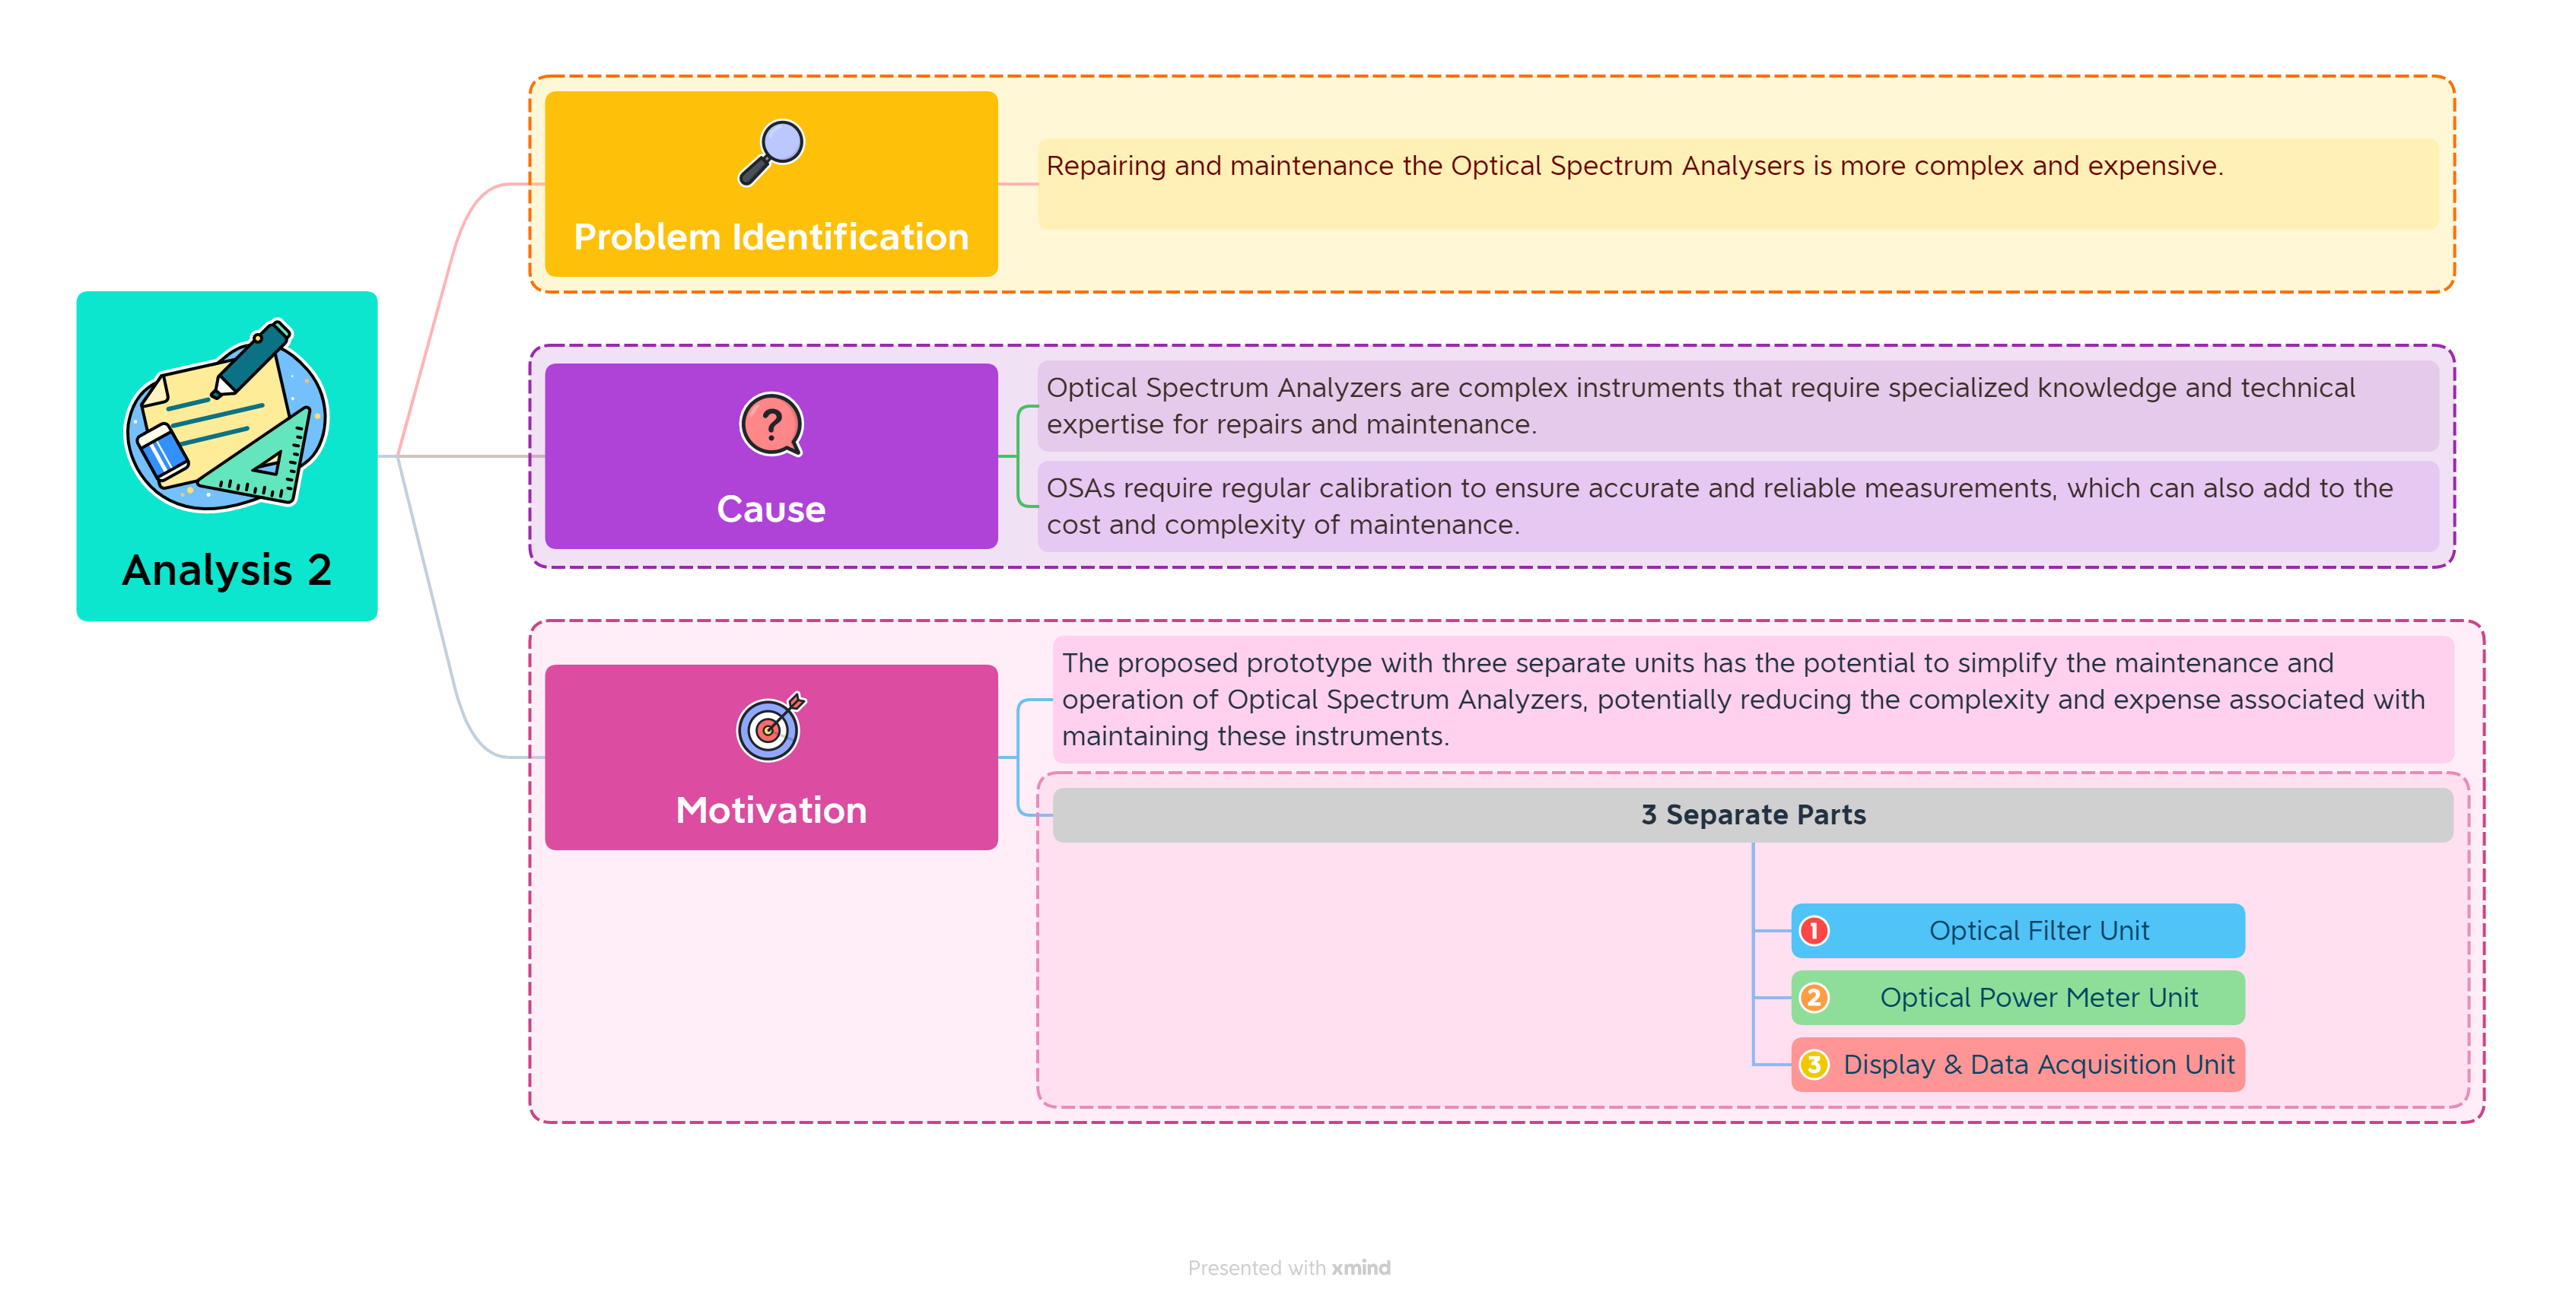 Problem Identification
Repairing and maintenance the Optical Spectrum Analysers is more complex and expensive.
Analysis 2
?
Cause
Optical Spectrum Analyzers are complex instruments that require specialized knowledge and technical
expertise for repairs and maintenance.
OSAs require regular calibration to ensure accurate and reliable measurements, which can also add to the
cost and complexity of maintenance.
Motivation
The proposed prototype with three separate units has the potential to simplify the maintenance and
operation of Optical Spectrum Analyzers, potentially reducing the complexity and expense associated with
maintaining these instruments.
3 Separate Parts
1 Optical Filter Unit
2 Optical Power Meter Unit
3 Display & Data Acquisition Unit
Presented with xmind